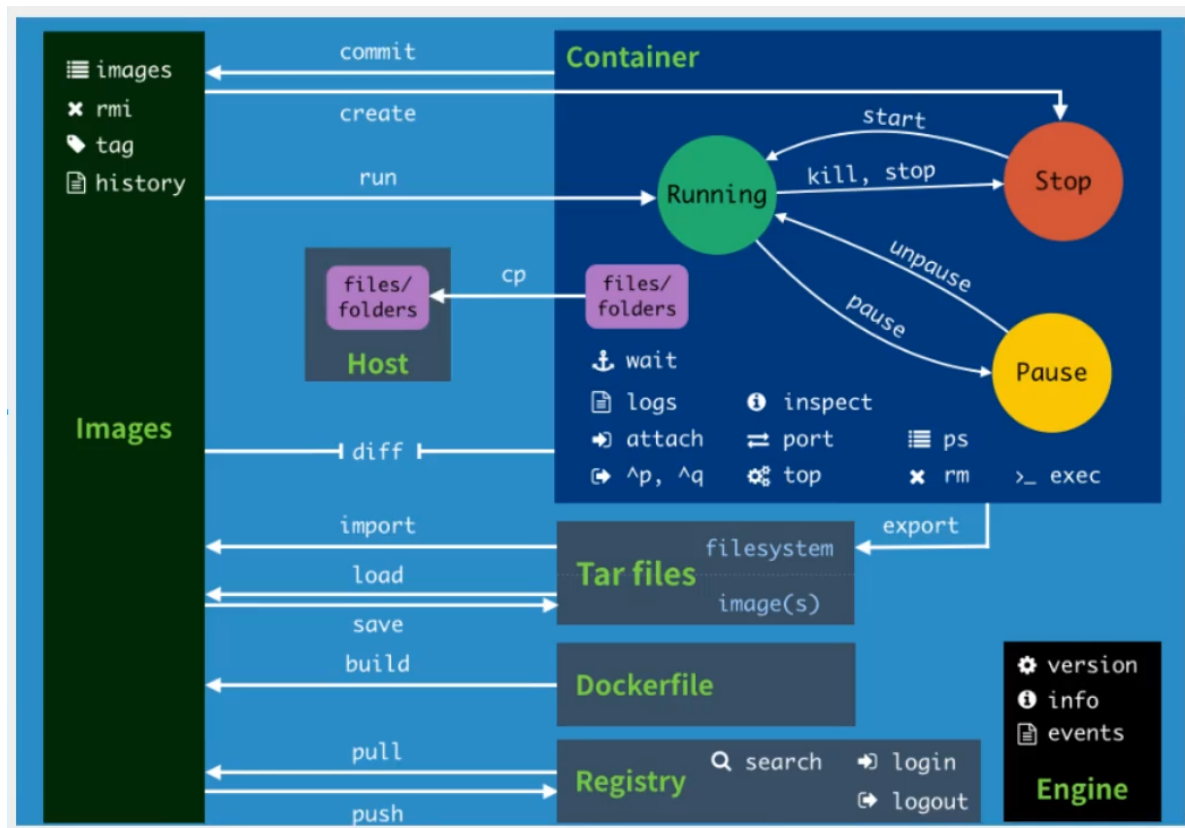 images
rmi
tag
history
Images
commit
create
run
Container
start
kill, stop
Running
Stop
unpause
pause
Pause
files/
folders
Host
cp
files/
folders
wait
logs
inspect
attach
port
ps
^p, ^q
top
rm
>_ exec
diff
import
load
save
export
filesystem
Tar files
image(s)
build
Dockerfile
pull
push
search
login
Registry
logout
version
info
events
Engine